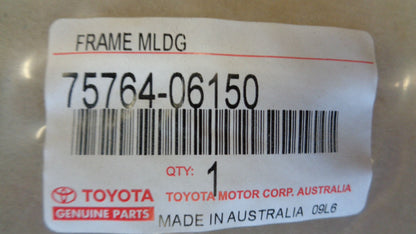 FRAME MLDG
75764-06150
QTY: 1
TOYOTA TOYOTA MOTOR CORP. AUSTRALIA
GENUINE PARTS MADE IN AUSTRALIA 09L6